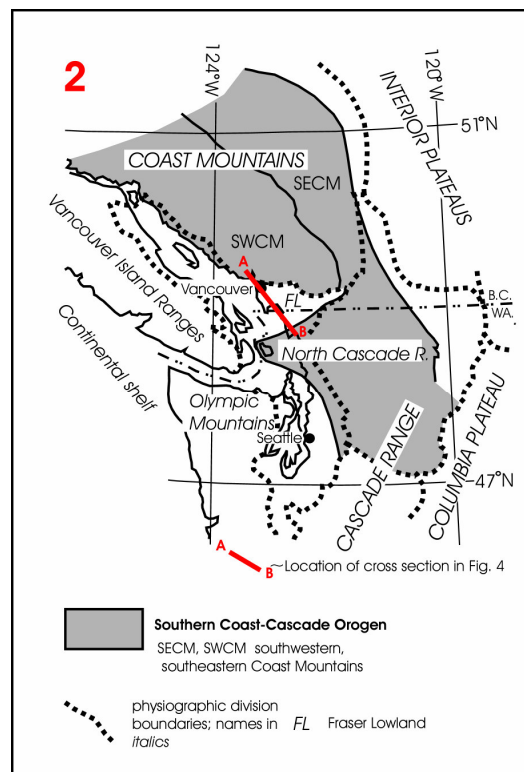 2
124°W
120°W
51°N
INTERIOR PLATEAUS
COAST MOUNTAINS
SECM
SWCM
Vancouver Island Ranges
A
Vancouver
FL
B.C.
WA.
B
North Cascade R.
Continental shelf
Olympic
Mountains
Seattle
CASCADE RANGE
COLUMBIA PLATEAU
47°N
A
B
~Location of cross section in Fig. 4
Southern Coast-Cascade Orogen
SECM, SWCM southwestern,
southeastern Coast Mountains
physiographic division
boundaries; names in FL Fraser Lowland
italics